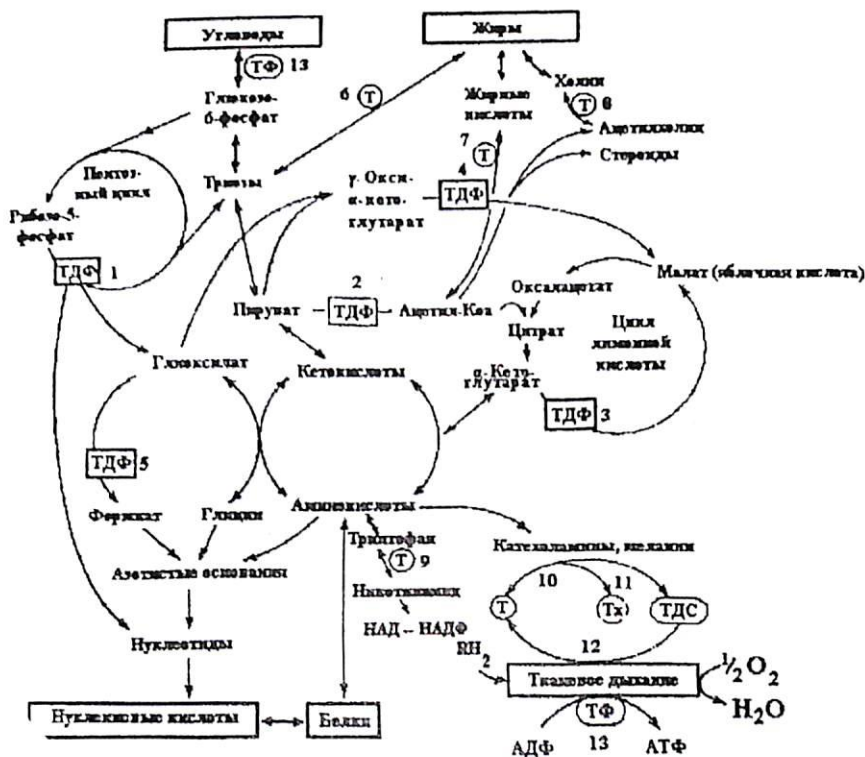 Углеводы
Жиры
ТФ 13
Глюкозо-
6-фосфат
6 Т
Холин
Т 8
Жирные
кислоты
Ацетилхолин
Стероиды
7 Т
4
Пентоз-
ный цикл
Триозы
γ-Окси-
α-кето-
глутарат
ТДФ
Рибозо-5-
фосфат
ТДФ 1
2
Пируват
ТДФ
Ацетил-Коа
Оксалацетат
Малат (яблочная кислота)
Цитрат
Цикл
лимонной
кислоты
Глиоксилат
Кетокислоты
α-Кето-
глутарат
ТДФ 3
ТДФ 5
Формиат
Глицин
Аминокислоты
Триптофан
Т 9
Катехаламины, меланин
Азотистые основания
Никотинамид
10
11
Т
Тх
ТДС
НАД – НАДФ
Нуклеотиды
RH2
12
Тканевое дыхание
½ O2
H2O
Нуклеиновые кислоты
Белки
ТФ
АДФ
13
АТФ